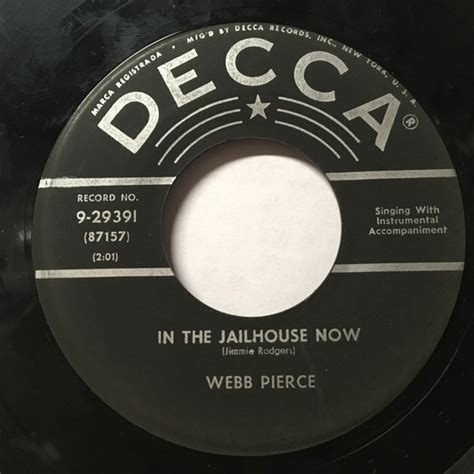 MARCA REGISTRADA • MFG'D BY DECCA RECORDS, INC., NEW YORK, U. S. A.
DECCA®
RECORD NO.
9-29391
(87157)
(2:01)
Singing With
Instrumental
Accompaniment
IN THE JAILHOUSE NOW
(Jimmie Rodgers)
WEBB PIERCE